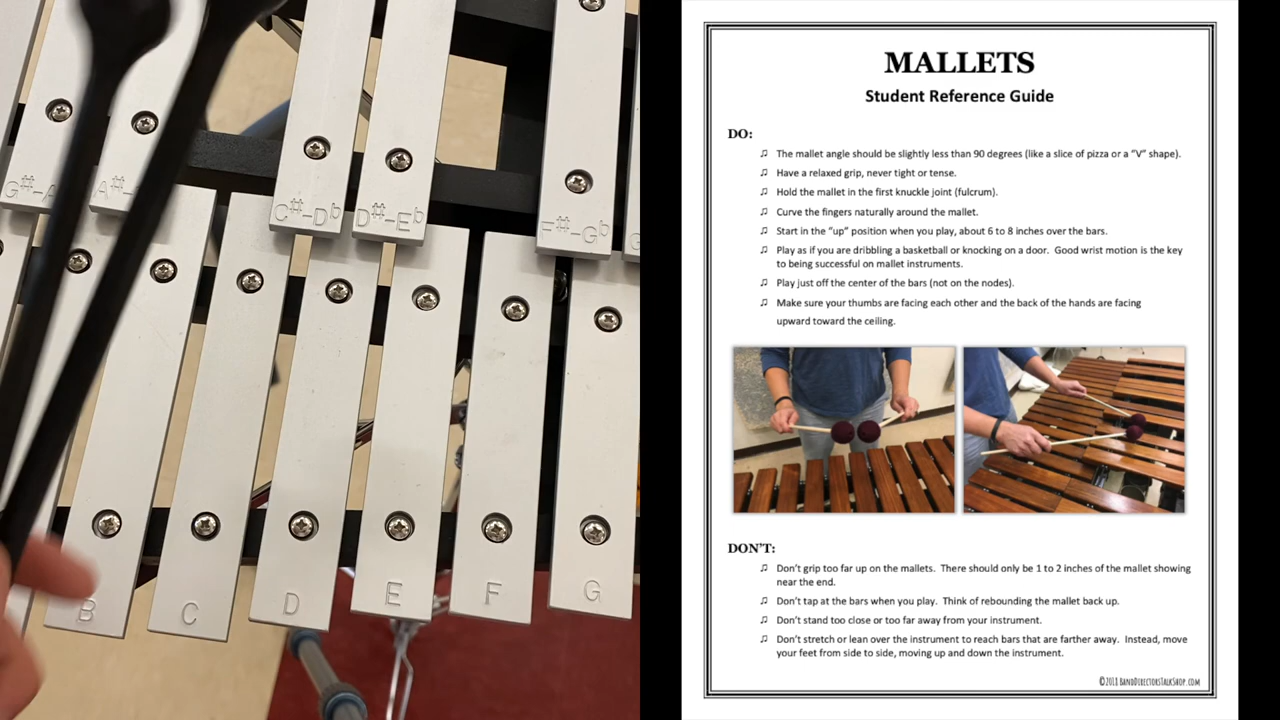 G#-A
A#-
C#-Db
D#-Eb
F#-Gb
G
B
C
D
E
F
G
MALLETS
Student Reference Guide
DO:
♫ The mallet angle should be slightly less than 90 degrees (like a slice of pizza or a “V” shape).
♫ Have a relaxed grip, never tight or tense.
♫ Hold the mallet in the first knuckle joint (fulcrum).
♫ Curve the fingers naturally around the mallet.
♫ Start in the “up” position when you play, about 6 to 8 inches over the bars.
♫ Play as if you are dribbling a basketball or knocking on a door.  Good wrist motion is the key
to being successful on mallet instruments.
♫ Play just off the center of the bars (not on the nodes).
♫ Make sure your thumbs are facing each other and the back of the hands are facing
upward toward the ceiling.
DON’T:
♫ Don’t grip too far up on the mallets.  There should only be 1 to 2 inches of the mallet showing
near the end.
♫ Don’t tap at the bars when you play.  Think of rebounding the mallet back up.
♫ Don’t stand too close or too far away from your instrument.
♫ Don’t stretch or lean over the instrument to reach bars that are farther away.  Instead, move
your feet from side to side, moving up and down the instrument.
©2018 BANDDIRECTORSTALKSHOP.COM